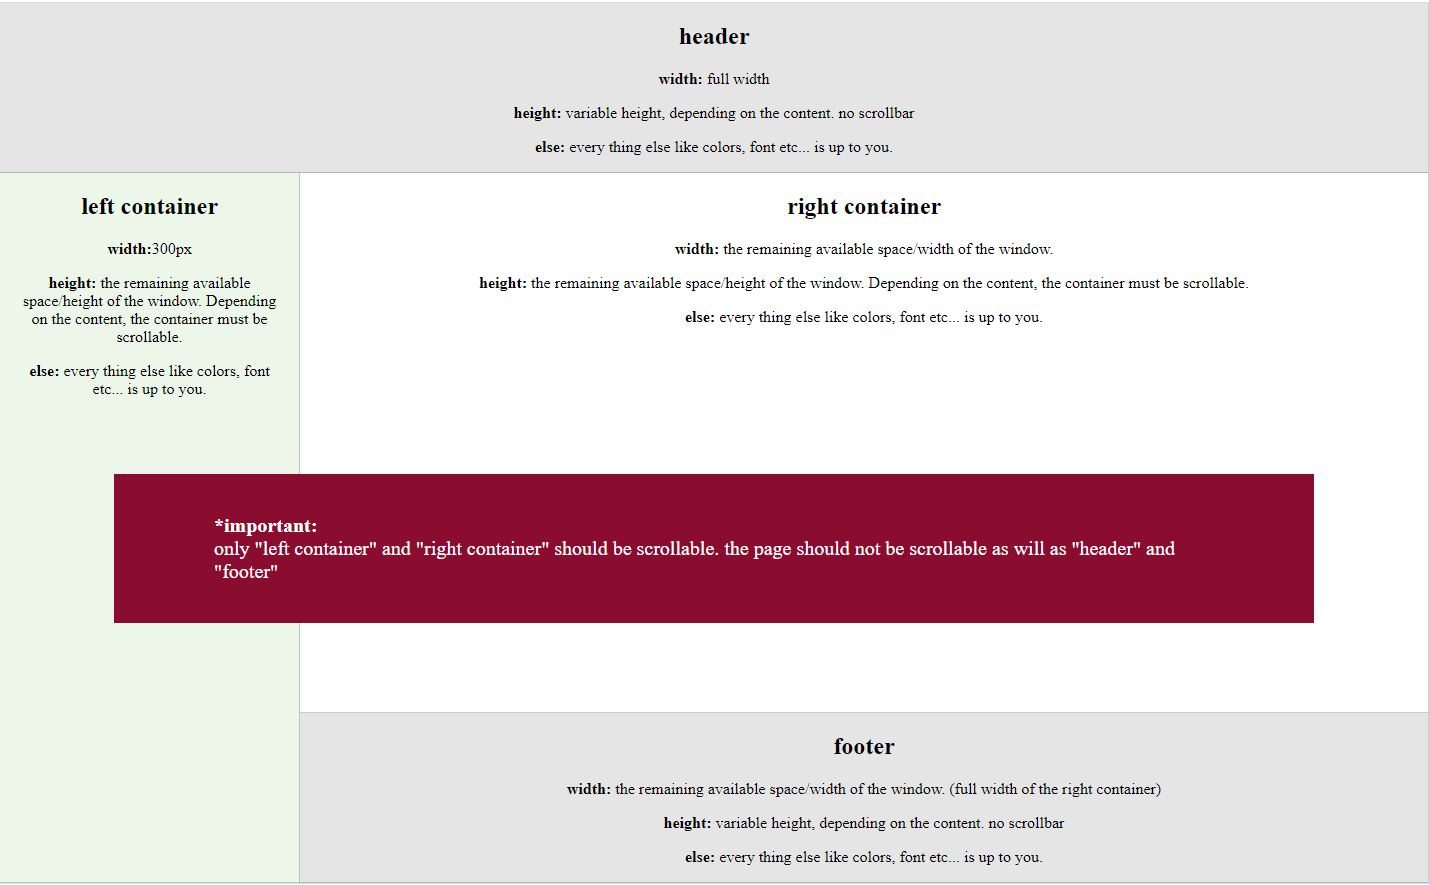 header
width: full width
height: variable height, depending on the content. no scrollbar
else: every thing else like colors, font etc... is up to you.
left container
width:300px
height: the remaining available
space/height of the window. Depending
on the content, the container must be
scrollable.
else: every thing else like colors, font
etc... is up to you.
right container
width: the remaining available space/width of the window.
height: the remaining available space/height of the window. Depending on the content, the container must be scrollable.
else: every thing else like colors, font etc... is up to you.
*important:
only "left container" and "right container" should be scrollable. the page should not be scrollable as will as "header" and
"footer"
footer
width: the remaining available space/width of the window. (full width of the right container)
height: variable height, depending on the content. no scrollbar
else: every thing else like colors, font etc... is up to you.